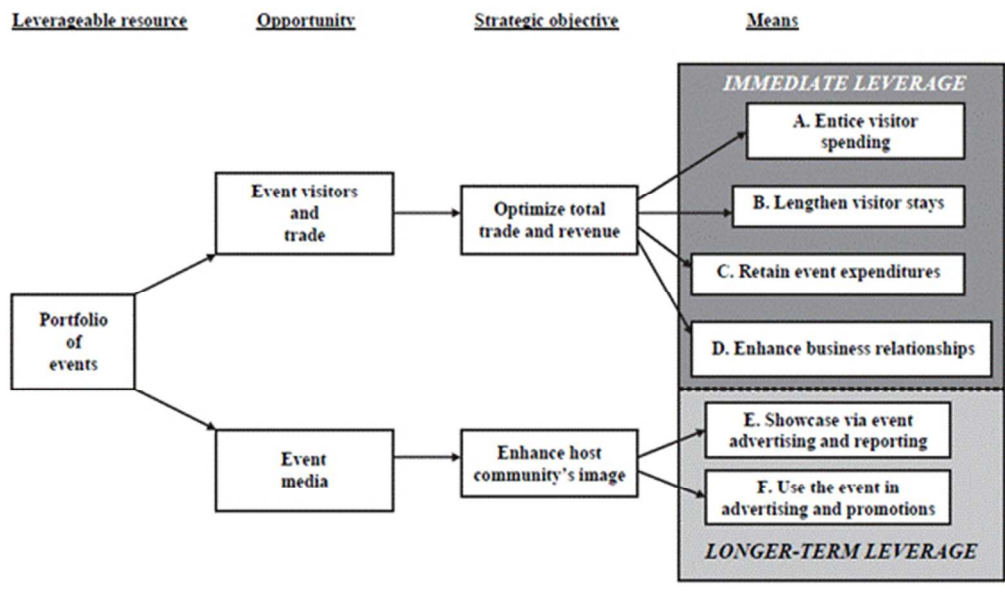 Leverageable resource
Opportunity
Strategic objective
Means
IMMEDIATE LEVERAGE
A. Entice visitor
spending
Event visitors
and
trade
Optimize total
trade and revenue
B. Lengthen visitor stays
C. Retain event expenditures
Portfolio
of
events
D. Enhance business relationships
E. Showcase via event
advertising and reporting
Event
media
Enhance host
community's image
F. Use the event in
advertising and promotions
LONGER-TERM LEVERAGE